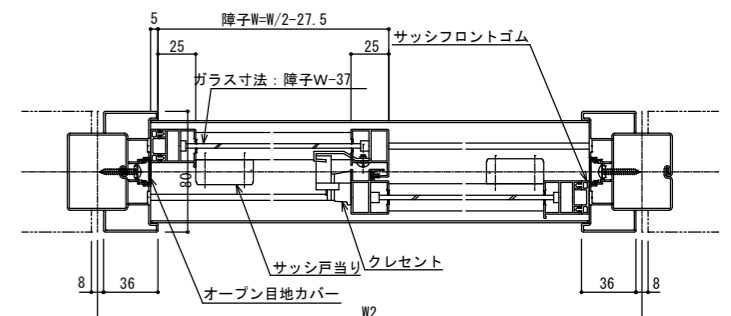 5
障子W=W/2-27.5
25
25
サッシフロントゴム
ガラス寸法：障子W-37
80
サッシ戸当り
クレセント
オープン目地カバー
8
36
36
8
W2